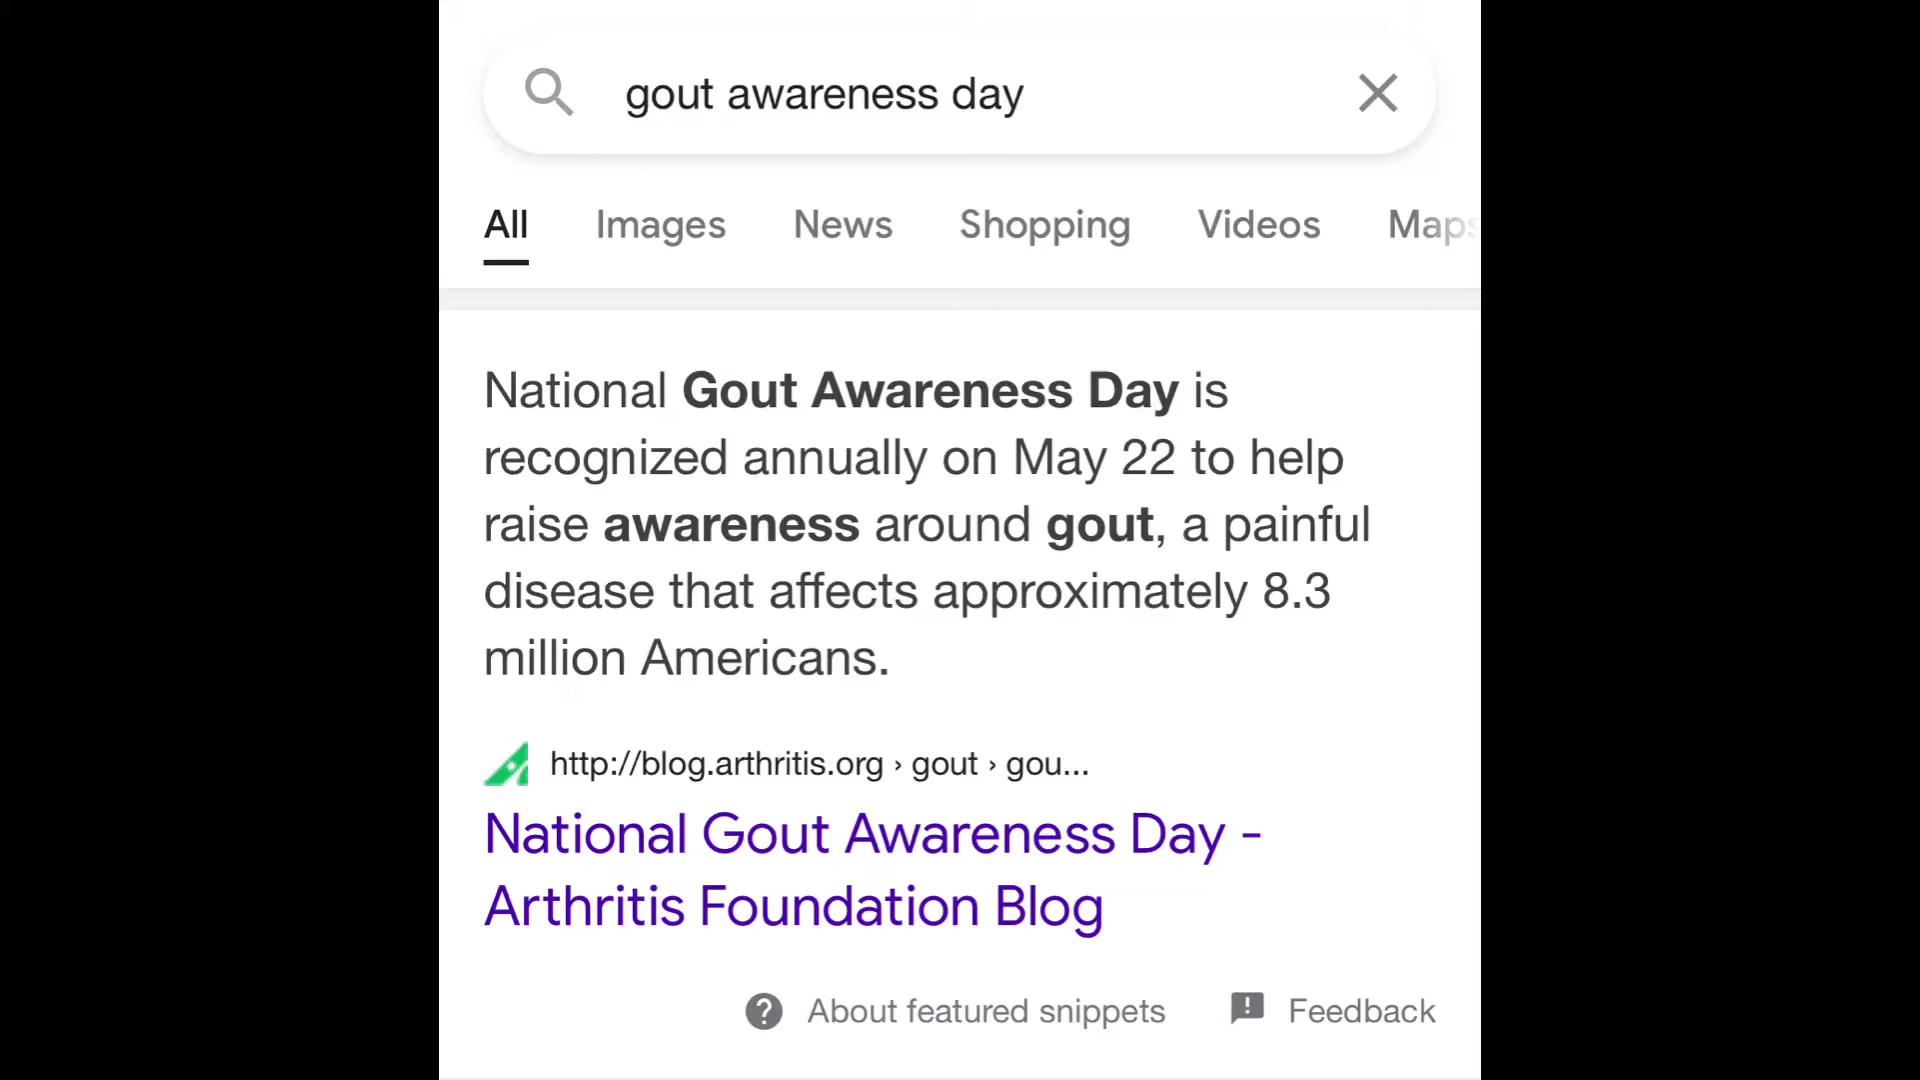 gout awareness day
All Images News Shopping Videos Maps
National Gout Awareness Day is
recognized annually on May 22 to help
raise awareness around gout, a painful
disease that affects approximately 8.3
million Americans.
http://blog.arthritis.org › gout › gou...
National Gout Awareness Day -
Arthritis Foundation Blog
About featured snippets Feedback